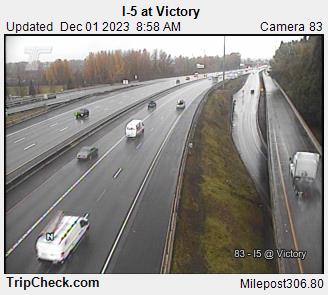 I-5 at Victory
Updated  Dec 01 2023  8:58 AM
Camera 83
N
83 - I5 @ Victory
TripCheck.com
Milepost306.80